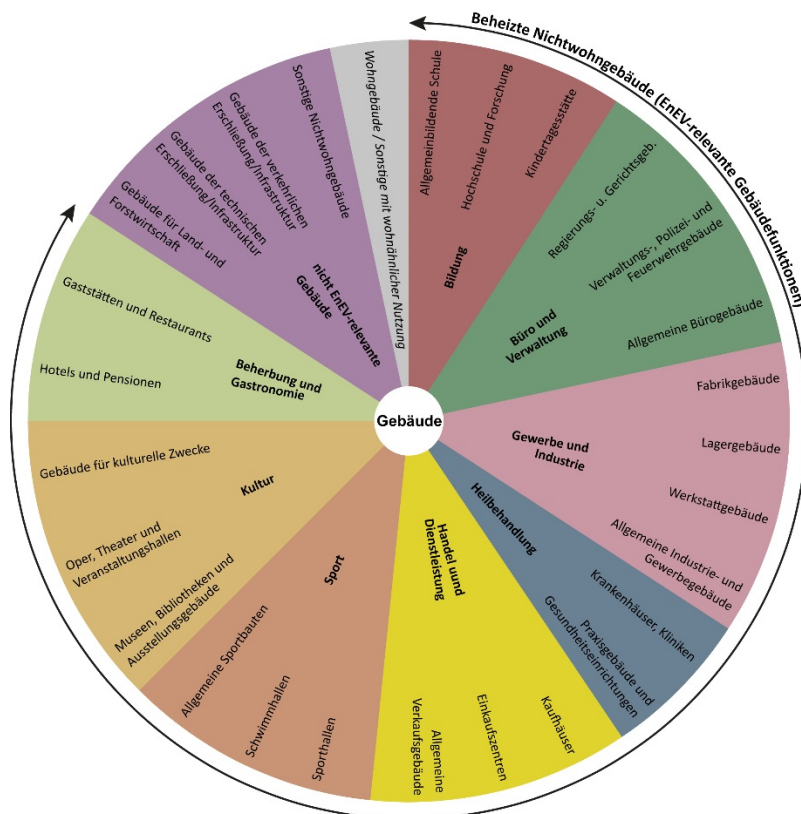 Beheizte Nichtwohngebäude (EnEV-relevante Gebäudefunktionen)
Gebäude
Bildung
Allgemeinbildende Schule
Hochschule und Forschung
Kindertagesstätte
Büro und
Verwaltung
Regierungs- u. Gerichtsgeb.
Verwaltungs-, Polizei- und
Feuerwehrgebäude
Allgemeine Bürogebäude
Gewerbe und
Industrie
Fabrikgebäude
Lagergebäude
Werkstattgebäude
Allgemeine Industrie- und
Gewerbegebäude
Heilbehandlung
Krankenhäuser, Kliniken
Praxisgebäude und
Gesundheitseinrichtungen
Handel uund
Dienstleistung
Kaufhäuser
Einkaufszentren
Allgemeine
Verkaufsgebäude
Sport
Sporthallen
Schwimmhallen
Allgemeine Sportbauten
Kultur
Museen, Bibliotheken und
Ausstellungsgebäude
Oper, Theater und
Veranstaltungshallen
Gebäude für kulturelle Zwecke
Beherbung und
Gastronomie
Hotels und Pensionen
Gaststätten und Restaurants
nicht EnEV-relevante
Gebäude
Gebäude für Land- und
Forstwirtschaft
Gebäude der technischen
Erschließung/Infrastruktur
Gebäude der verkehrlichen
Erschließung/Infrastruktur
Sonstige Nichtwohngebäude
Wohngebäude / Sonstige mit wohnähnlicher Nutzung